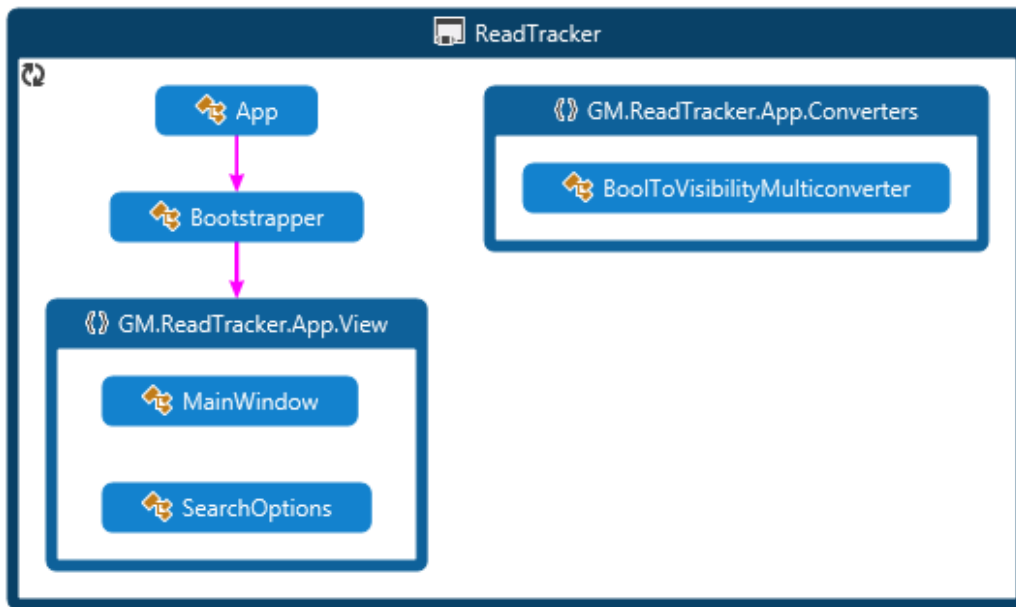 ReadTracker
App
GM.ReadTracker.App.Converters
BoolToVisibilityMulticonverter
Bootstrapper
GM.ReadTracker.App.View
MainWindow
SearchOptions